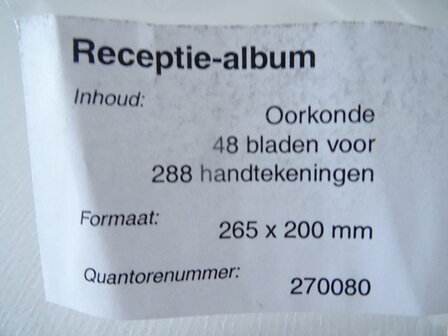 Receptie-album
Inhoud:
Oorkonde
48 bladen voor
288 handtekeningen
Formaat:
265 x 200 mm
Quantorenummer:
270080